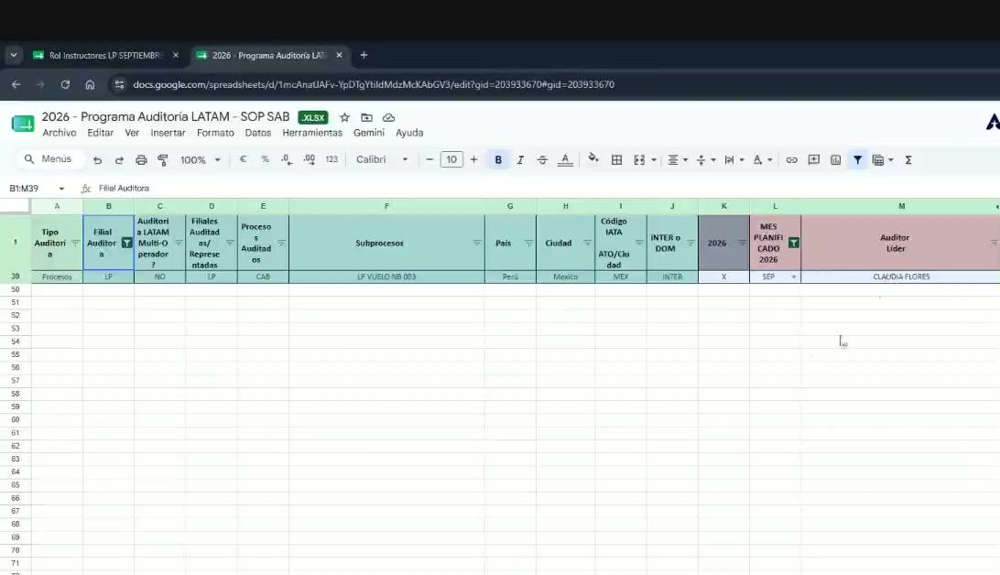 Rol Instructores LP SEPTIEMBR
2026 - Programa Auditoría LAT
docs.google.com/spreadsheets/d/1mcAnatJAFv-YpDTgYtildMdzMcKAbGV3/edit?gid=203933670#gid=203933670
2026 - Programa Auditoría LATAM - SOP SAB .XLSX
Archivo Editar Ver Insertar Formato Datos Herramientas Gemini Ayuda
Menús 100% € % .0 .00 123 Calibri 10 B I A Σ
B1:M39 fx Filial Auditora
A B C D E F G H I J K L M
1
Tipo Auditoría
Filial Auditora
Auditoría LATAM Multi-Operador?
Filiales Auditadas/ Representadas
Procesos Auditados
Subprocesos
País
Ciudad
Código IATA ATO/Ciudad
INTER o DOM
2026
MES PLANIFICADO 2026
Auditor Líder
39 Procesos LP NO LP CAB LP VUELO NB 003 Perú Mexico MEX INTER X SEP CLAUDIA FLORES
50
51
52
53
54
55
56
57
58
59
60
61
62
63
64
65
66
67
68
69
70
71